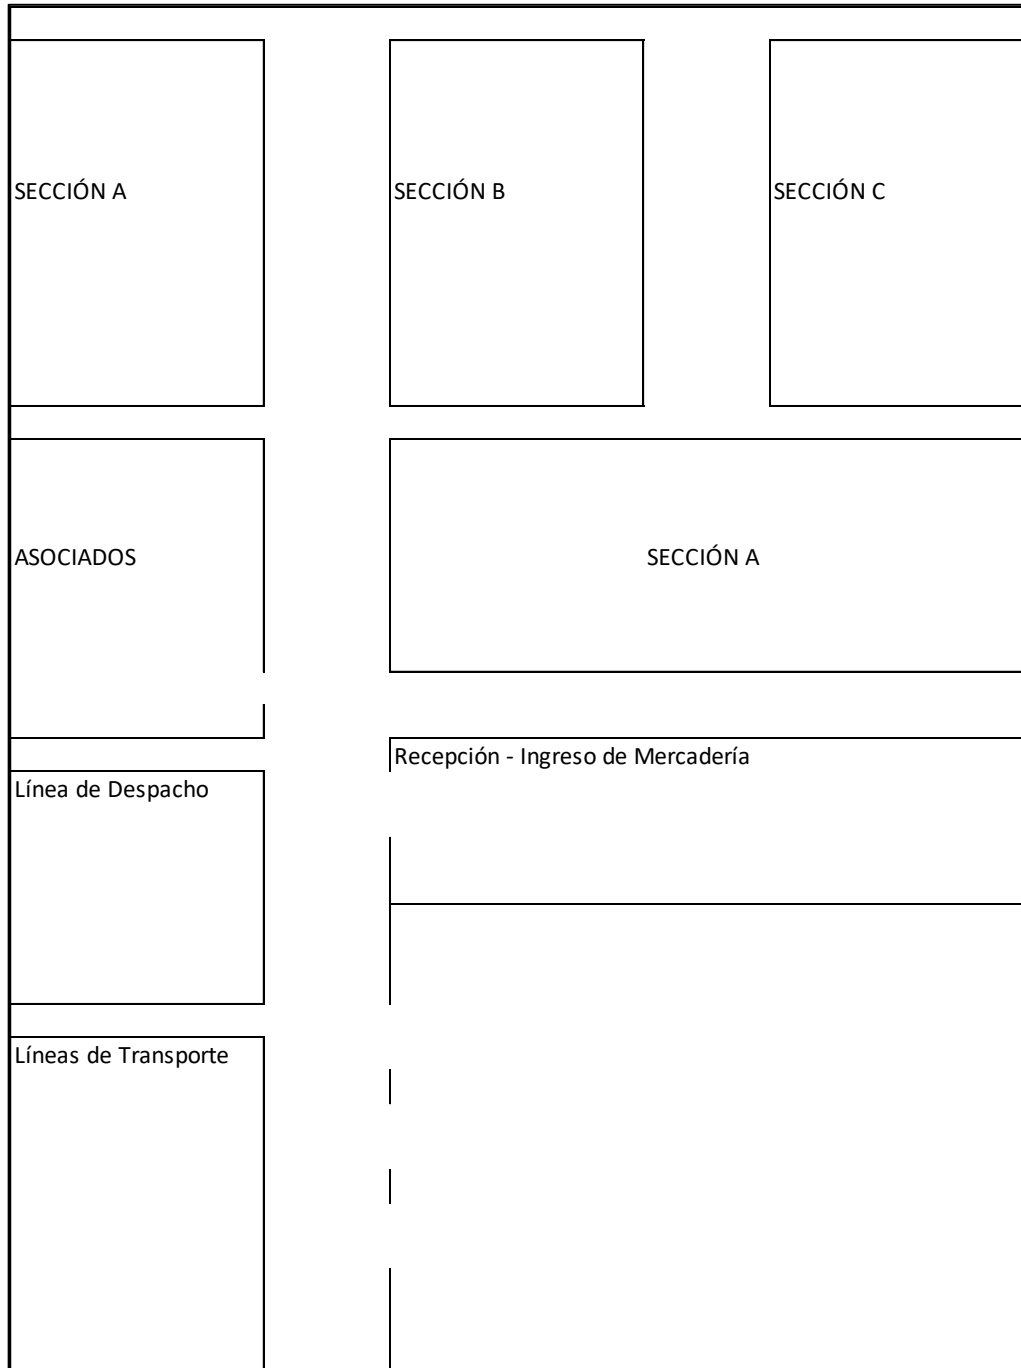 SECCIÓN A
SECCIÓN B
SECCIÓN C
ASOCIADOS
SECCIÓN A
Recepción - Ingreso de Mercadería
Línea de Despacho
Líneas de Transporte